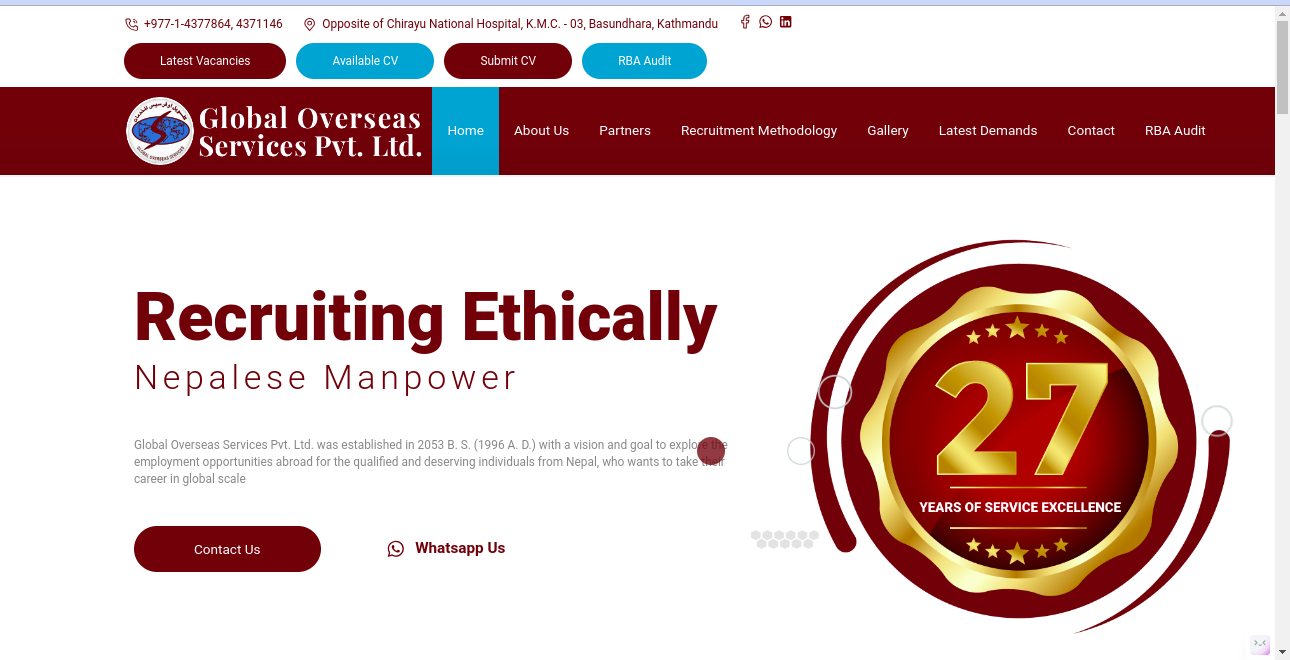 +977-1-4377864, 4371146
Opposite of Chirayu National Hospital, K.M.C. - 03, Basundhara, Kathmandu
Latest Vacancies
Available CV
Submit CV
RBA Audit
GLOBAL OVERSEAS SERVICES
Global Overseas
Services Pvt. Ltd.
Home
About Us
Partners
Recruitment Methodology
Gallery
Latest Demands
Contact
RBA Audit
Recruiting Ethically
Nepalese Manpower
Global Overseas Services Pvt. Ltd. was established in 2053 B. S. (1996 A. D.) with a vision and goal to explore the
employment opportunities abroad for the qualified and deserving individuals from Nepal, who wants to take their
career in global scale
Contact Us
Whatsapp Us
27
YEARS OF SERVICE EXCELLENCE